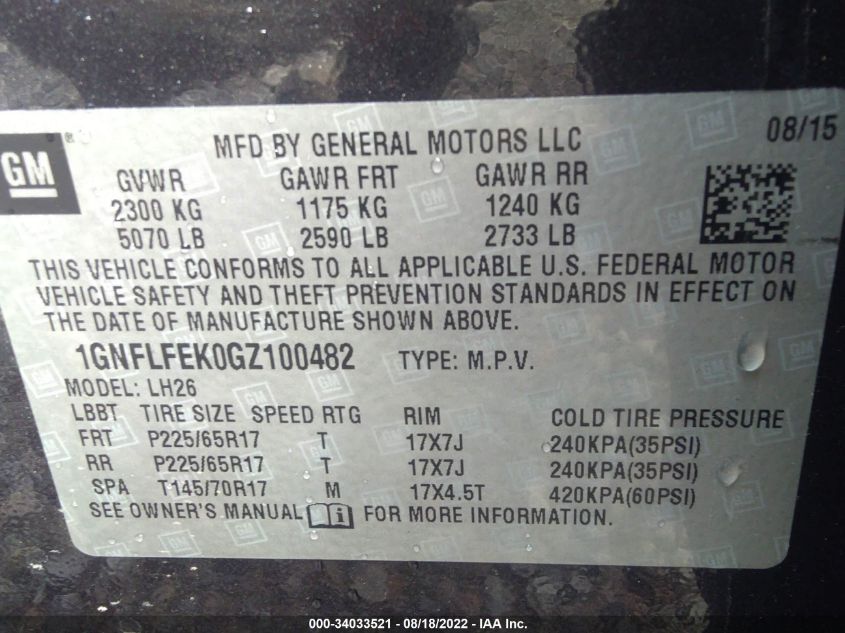 GM®
MFD BY GENERAL MOTORS LLC 08/15
GVWR GAWR FRT GAWR RR
2300 KG 1175 KG 1240 KG
5070 LB 2590 LB 2733 LB
THIS VEHICLE CONFORMS TO ALL APPLICABLE U.S. FEDERAL MOTOR
VEHICLE SAFETY AND THEFT PREVENTION STANDARDS IN EFFECT ON
THE DATE OF MANUFACTURE SHOWN ABOVE.
1GNFLFEK0GZ100482 TYPE: M.P.V.
MODEL: LH26
LBBT TIRE SIZE SPEED RTG RIM COLD TIRE PRESSURE
FRT P225/65R17 T 17X7J 240KPA(35PSI)
RR P225/65R17 T 17X7J 240KPA(35PSI)
SPA T145/70R17 M 17X4.5T 420KPA(60PSI)
SEE OWNER'S MANUAL i FOR MORE INFORMATION.
000-34033521 - 08/18/2022 - IAA Inc.